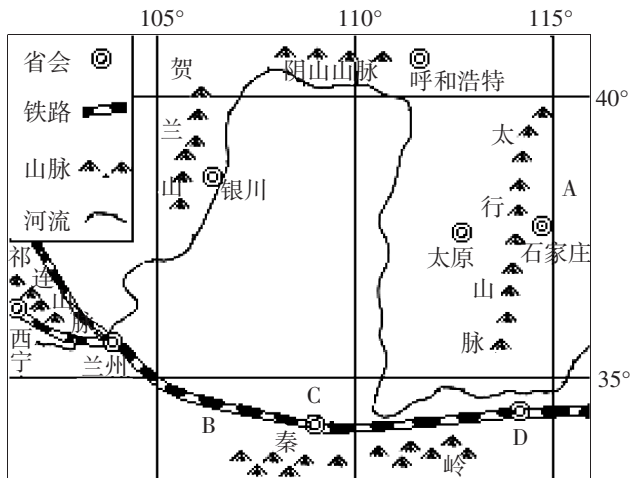 105° 110° 115°
省会
铁路
山脉
河流
贺兰山
阴山山脉
呼和浩特
40°
太行山脉
A
银川
太原
石家庄
祁连山脉
西宁
兰州
35°
B
C
D
秦岭